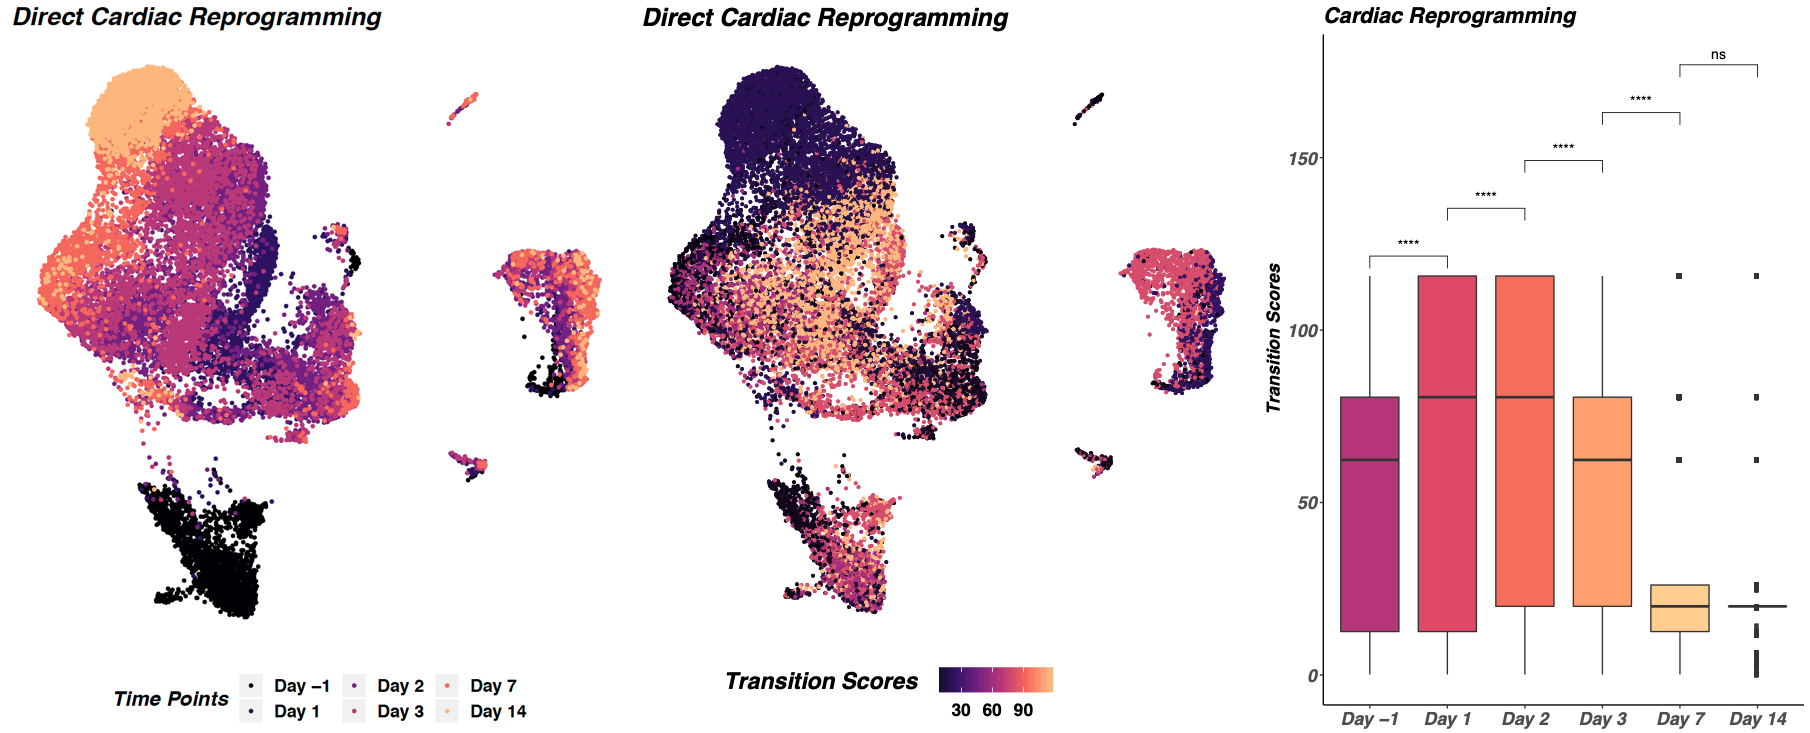 Direct Cardiac Reprogramming
Time Points
Day −1
Day 2
Day 7
Day 1
Day 3
Day 14
Direct Cardiac Reprogramming
Transition Scores
30 60 90
Cardiac Reprogramming
ns
****
****
****
****
Transition Scores
150
100
50
0
Day −1 Day 1 Day 2 Day 3 Day 7 Day 14